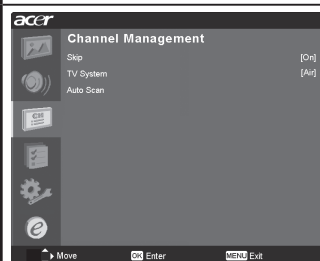 acer
Channel Management
Skip [On]
TV System [Air]
Auto Scan
CH
e
Move OK Enter MENU Exit